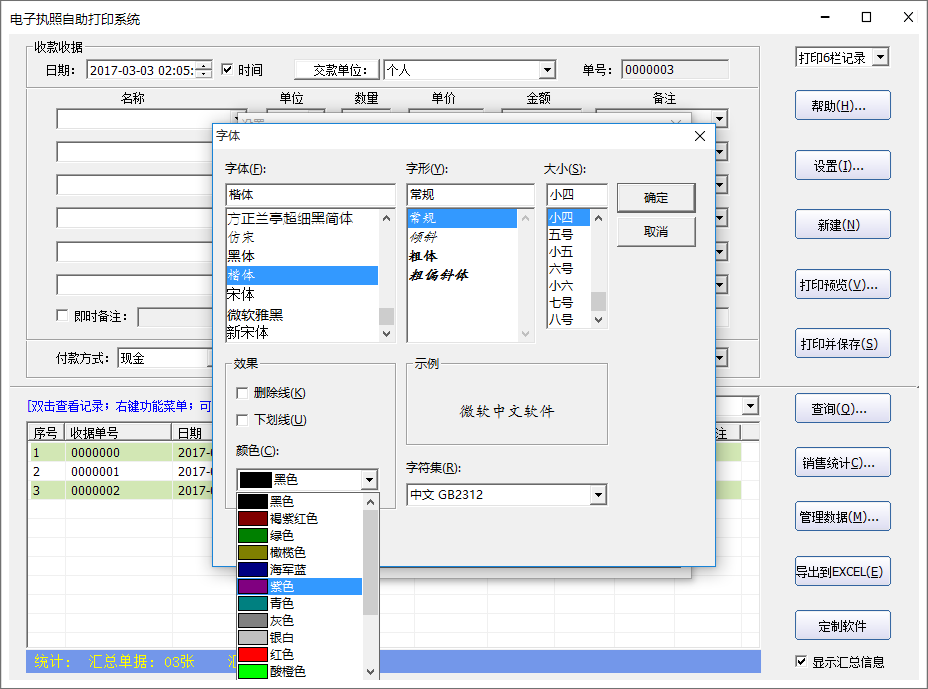 电子执照自助打印系统
收款收据
日期: 2017-03-03 02:05: 时间 交款单位: 个人 单号: 0000003 打印6栏记录
名称 单位 数量 单价 金额 备注
帮助(H)...
字体
字体(F): 字形(Y): 大小(S):
设置(I)...
楷体 常规 小四 确定
方正兰亭超细黑简体 常规 小四
仿宋 倾斜 五号 取消
新建(N)
黑体 粗体 小五
楷体 粗偏斜体 六号
宋体 小六
打印预览(V)...
微软雅黑 七号
即时备注:
新宋体 八号
打印并保存(S)
付款方式: 现金
效果 示例
删除线(K)
[双击查看记录; 右键功能菜单; 可
微软中文软件
查询(Q)...
下划线(U)
序号 收据单号 日期 注
1 0000000 2017-
颜色(C):
销售统计C)...
字符集(R):
2 0000001 2017-
黑色
3 0000002 2017-
中文 GB2312
黑色
褐紫红色
管理数据(M)...
绿色
橄榄色
海军蓝
导出到EXCEL(E)
紫色
青色
灰色
定制软件
银白
红色
统计: 汇总单据: 03张 汇
显示汇总信息
酸橙色